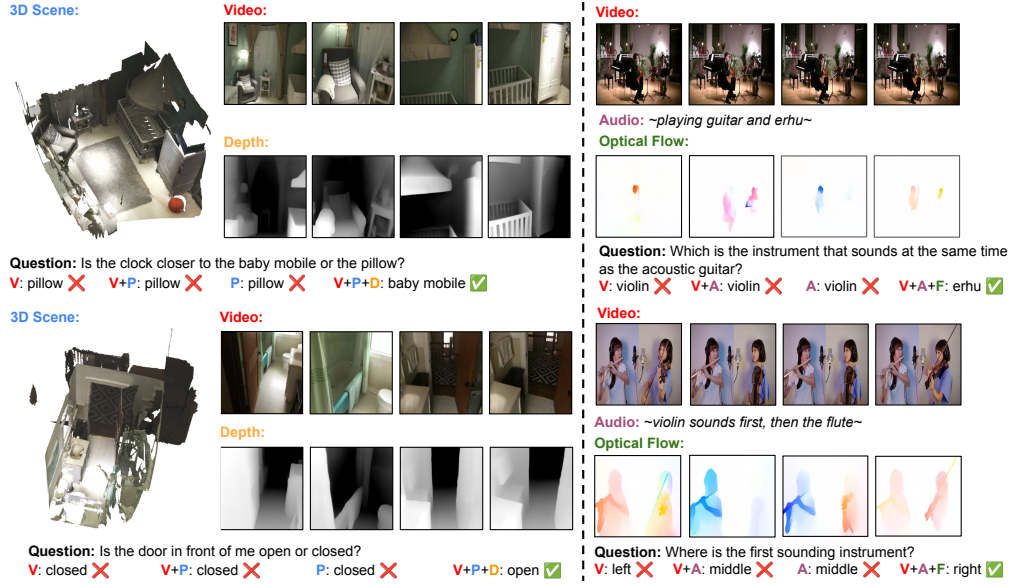 3D Scene:
Video:
Depth:
Question: Is the clock closer to the baby mobile or the pillow?
V: pillow ❌ V+P: pillow ❌ P: pillow ❌ V+P+D: baby mobile ✅
3D Scene:
Video:
Depth:
Question: Is the door in front of me open or closed?
V: closed ❌ V+P: closed ❌ P: closed ❌ V+P+D: open ✅
Video:
Audio: ~playing guitar and erhu~
Optical Flow:
Question: Which is the instrument that sounds at the same time
as the acoustic guitar?
V: violin ❌ V+A: violin ❌ A: violin ❌ V+A+F: erhu ✅
Video:
Audio: ~violin sounds first, then the flute~
Optical Flow:
Question: Where is the first sounding instrument?
V: left ❌ V+A: middle ❌ A: middle ❌ V+A+F: right ✅